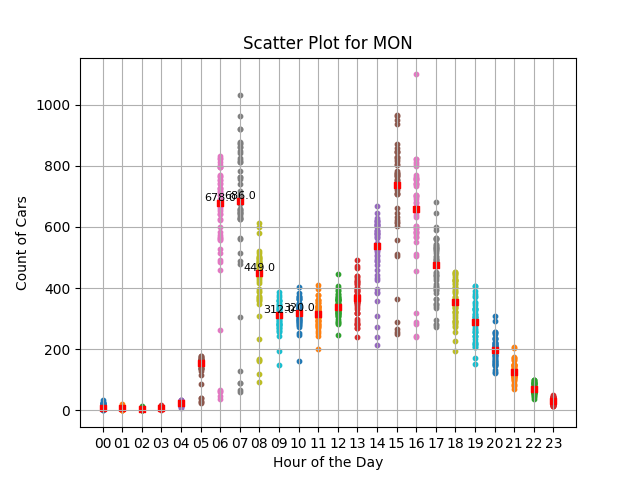 Scatter Plot for MON
Count of Cars
1000
800
600
400
200
0
678.0
686.0
449.0
312.0
320.0
00 01 02 03 04 05 06 07 08 09 10 11 12 13 14 15 16 17 18 19 20 21 22 23
Hour of the Day